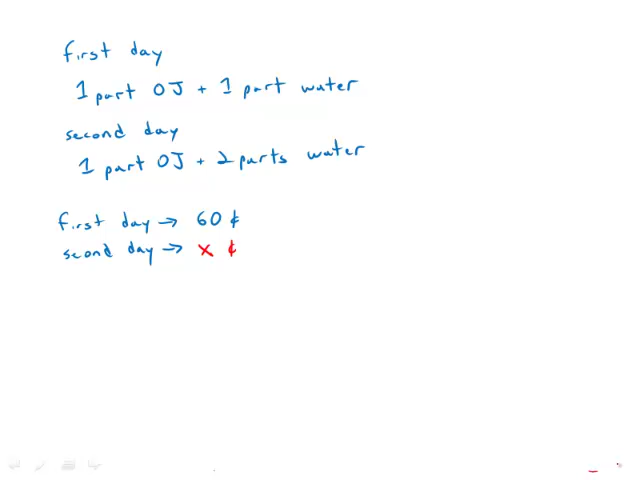 first day
1 part OJ + 1 part water
second day
1 part OJ + 2 parts water
first day → 60 ¢
second day → x ¢